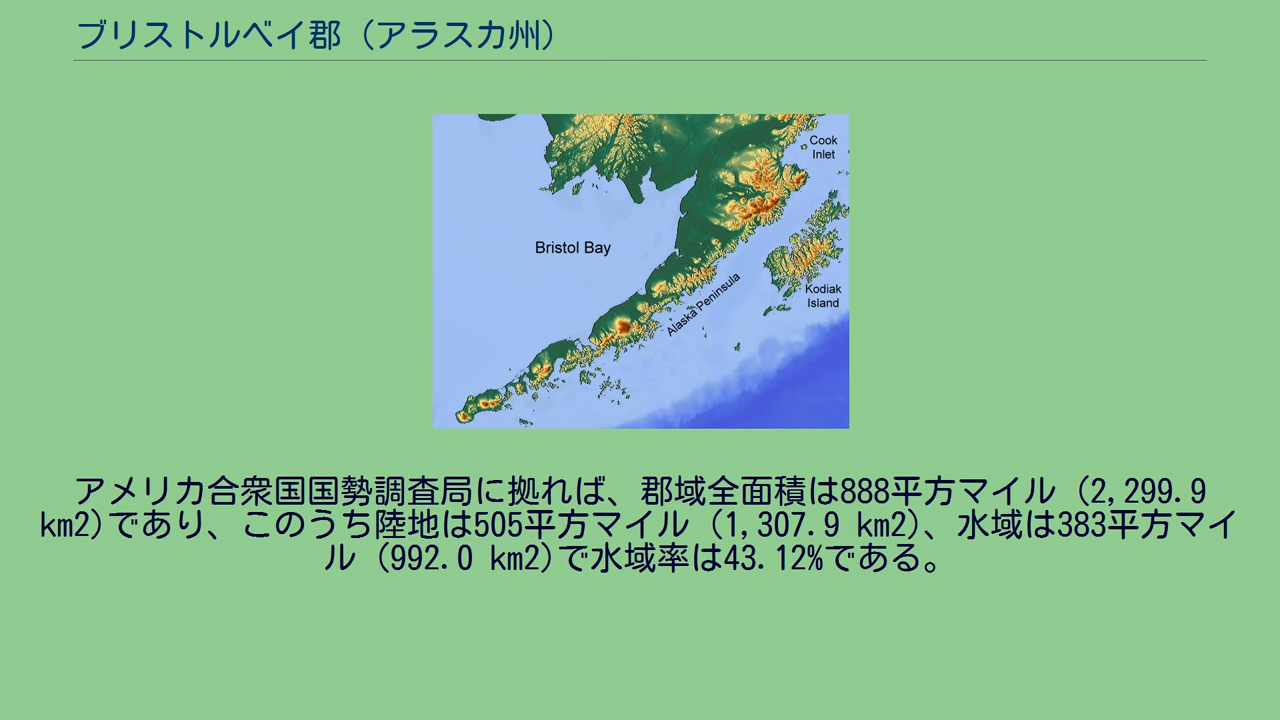 ブリストルベイ郡 (アラスカ州)
Cook
Inlet
Bristol Bay
Alaska Peninsula
Kodiak
Island
アメリカ合衆国国勢調査局に拠れば、郡域全面積は888平方マイル (2,299.9
km2)であり、このうち陸地は505平方マイル (1,307.9 km2)、水域は383平方マイ
ル (992.0 km2)で水域率は43.12%である。